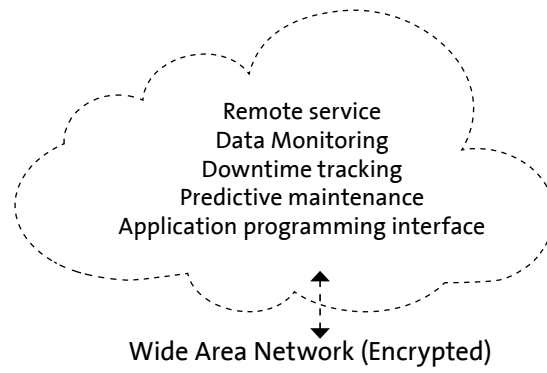 Remote service
Data Monitoring
Downtime tracking
Predictive maintenance
Application programming interface
Wide Area Network (Encrypted)